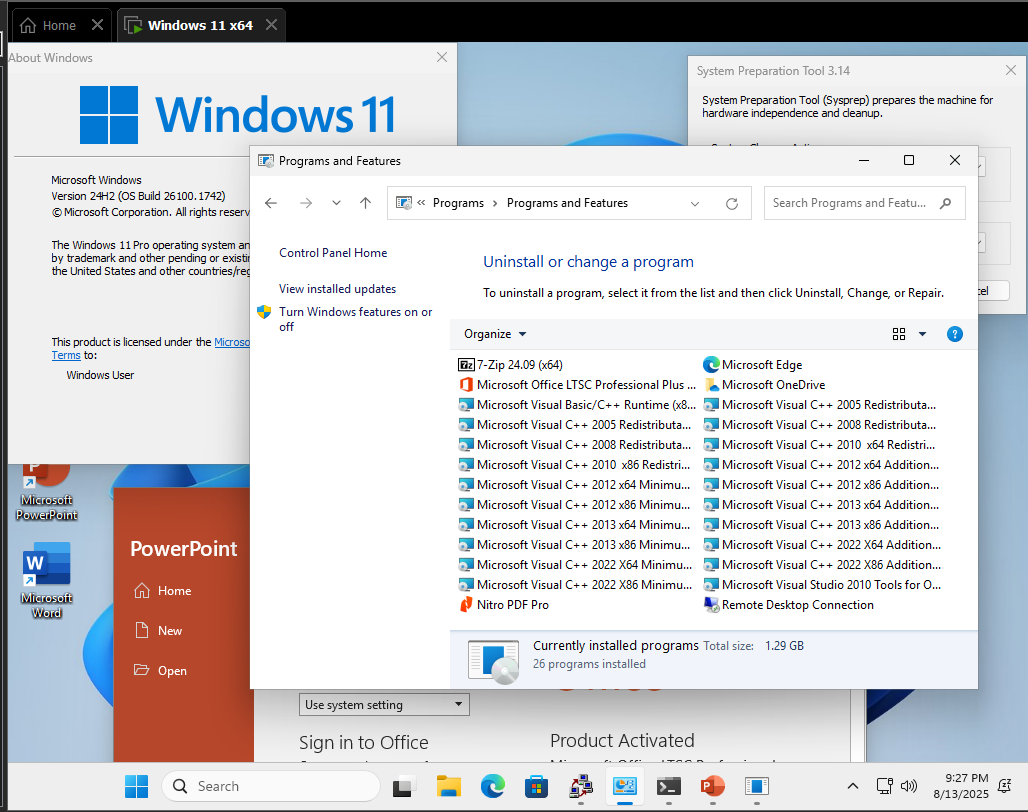 Home
Windows 11 x64
About Windows
Windows 11
Microsoft Windows
Version 24H2 (OS Build 26100.1742)
© Microsoft Corporation. All rights
The Windows 11 Pro operating system
by trademark and other pending or
the United States and other
This product is licensed under the
Terms to:
Windows User
System Preparation Tool 3.14
System Preparation Tool (Sysprep) prepares the machine for
hardware independence and cleanup.
Programs and Features
« Programs > Programs and Features
Search Programs and Featu...
Control Panel Home
View installed updates
Turn Windows features on or
off
Uninstall or change a program
To uninstall a program, select it from the list and then click Uninstall, Change, or Repair.
Organize
7-Zip 24.09 (x64)
Microsoft Office LTSC Professional Plus ...
Microsoft Visual Basic/C++ Runtime (x8...
Microsoft Visual C++ 2005 Redistributa...
Microsoft Visual C++ 2008 Redistributa...
Microsoft Visual C++ 2010  x86 Redistri...
Microsoft Visual C++ 2012 x64 Minimu...
Microsoft Visual C++ 2012 x86 Minimu...
Microsoft Visual C++ 2013 x64 Minimu...
Microsoft Visual C++ 2013 x86 Minimu...
Microsoft Visual C++ 2022 X64 Minimu...
Microsoft Visual C++ 2022 X86 Minimu...
Nitro PDF Pro
Microsoft Edge
Microsoft OneDrive
Microsoft Visual C++ 2005 Redistributa...
Microsoft Visual C++ 2008 Redistributa...
Microsoft Visual C++ 2010  x64 Redistri...
Microsoft Visual C++ 2012 x64 Addition...
Microsoft Visual C++ 2012 x86 Addition...
Microsoft Visual C++ 2013 x64 Addition...
Microsoft Visual C++ 2013 x86 Addition...
Microsoft Visual C++ 2022 X64 Addition...
Microsoft Visual C++ 2022 X86 Addition...
Microsoft Visual Studio 2010 Tools for O...
Remote Desktop Connection
Currently installed programs Total size: 1.29 GB
26 programs installed
Microsoft
PowerPoint
Microsoft
Word
PowerPoint
Home
New
Open
Use system setting
Sign in to Office
Product Activated
Search
9:27 PM
8/13/2025